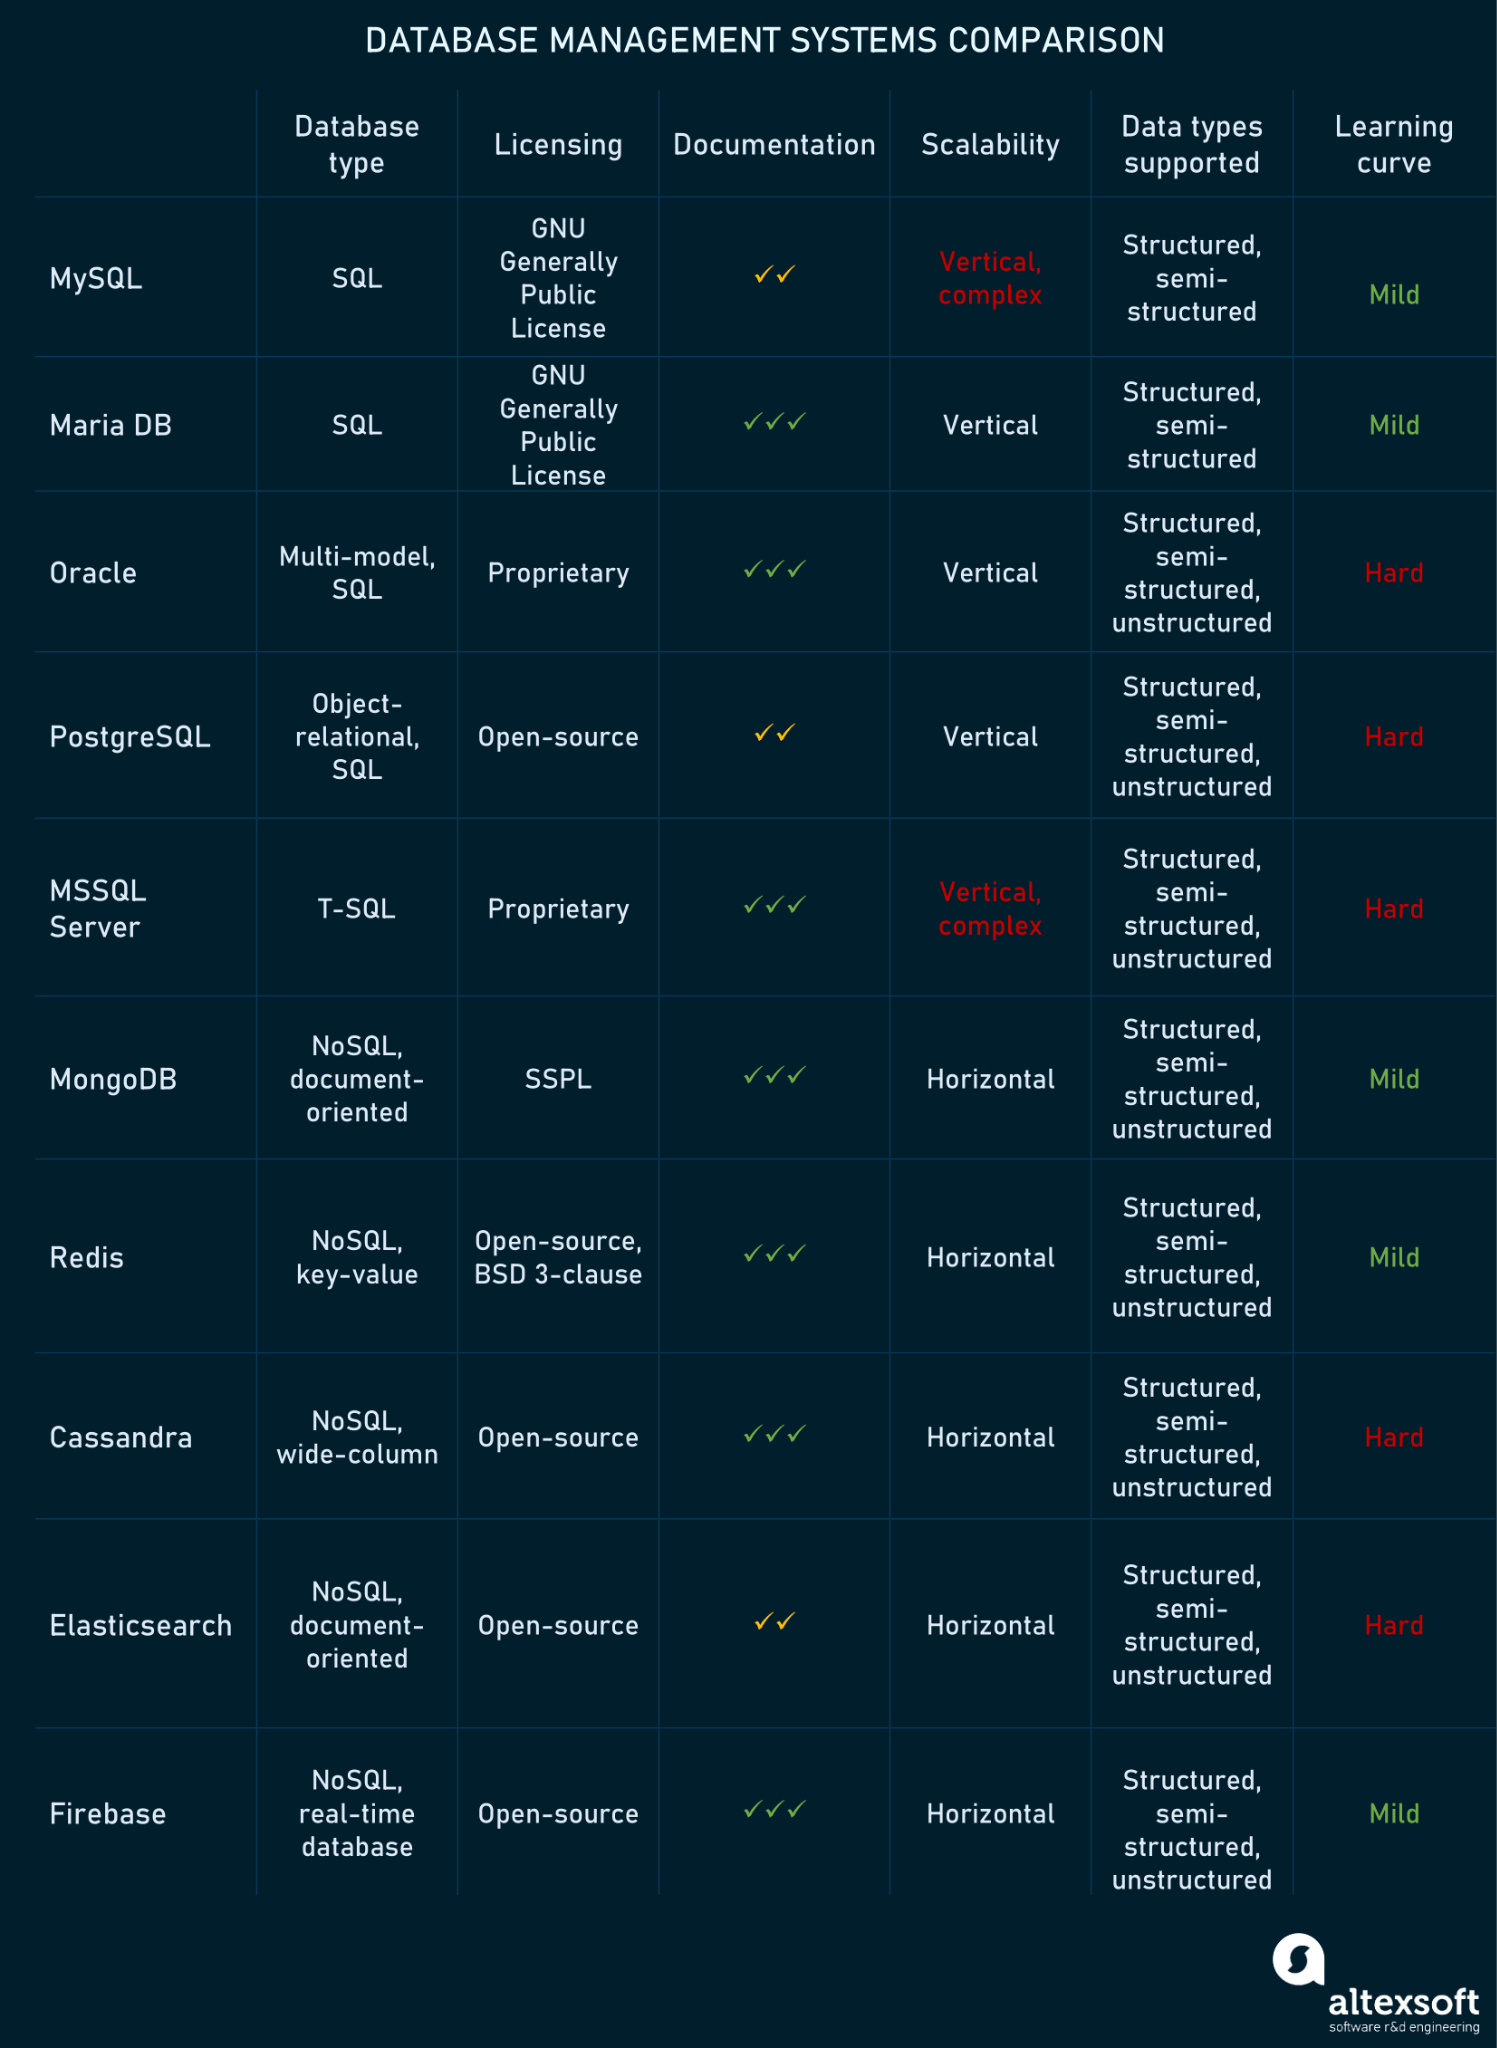 DATABASE MANAGEMENT SYSTEMS COMPARISON
Database
type
Licensing
Documentation
Scalability
Data types
supported
Learning
curve
MySQL
SQL
GNU
Generally
Public
License
✓✓
Vertical,
complex
Structured,
semi-
structured
Mild
Maria DB
SQL
GNU
Generally
Public
License
✓✓✓
Vertical
Structured,
semi-
structured
Mild
Oracle
Multi-model,
SQL
Proprietary
✓✓✓
Vertical
Structured,
semi-
structured,
unstructured
Hard
PostgreSQL
Object-
relational,
SQL
Open-source
✓✓
Vertical
Structured,
semi-
structured,
unstructured
Hard
MSSQL
Server
T-SQL
Proprietary
✓✓✓
Vertical,
complex
Structured,
semi-
structured,
unstructured
Hard
MongoDB
NoSQL,
document-
oriented
SSPL
✓✓✓
Horizontal
Structured,
semi-
structured,
unstructured
Mild
Redis
NoSQL,
key-value
Open-source,
BSD 3-clause
✓✓✓
Horizontal
Structured,
semi-
structured,
unstructured
Mild
Cassandra
NoSQL,
wide-column
Open-source
✓✓✓
Horizontal
Structured,
semi-
structured,
unstructured
Hard
Elasticsearch
NoSQL,
document-
oriented
Open-source
✓✓
Horizontal
Structured,
semi-
structured,
unstructured
Hard
Firebase
NoSQL,
real-time
database
Open-source
✓✓✓
Horizontal
Structured,
semi-
structured,
unstructured
Mild
altexsoft
software r&d engineering